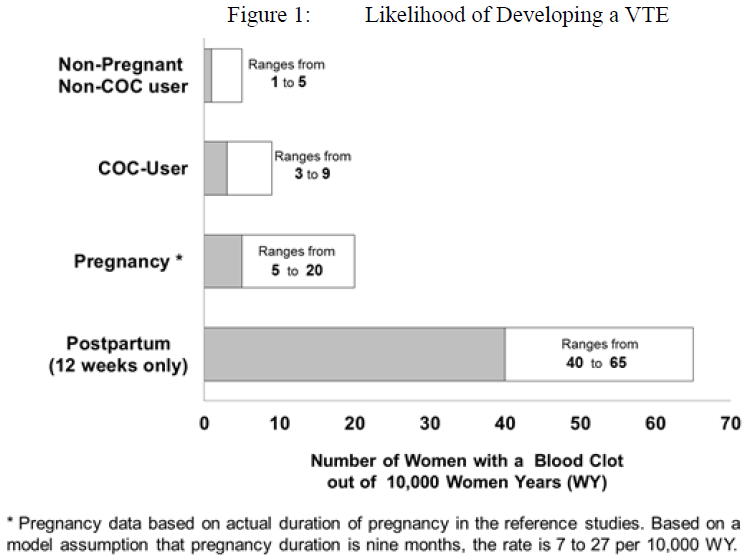 Figure 1: Likelihood of Developing a VTE
Non-Pregnant
Non-COC user
Ranges from
1 to 5
COC-User
Ranges from
3 to 9
Pregnancy *
Ranges from
5 to 20
Postpartum
(12 weeks only)
Ranges from
40 to 65
0 10 20 30 40 50 60 70
Number of Women with a Blood Clot
out of 10,000 Women Years (WY)
* Pregnancy data based on actual duration of pregnancy in the reference studies. Based on a
model assumption that pregnancy duration is nine months, the rate is 7 to 27 per 10,000 WY.